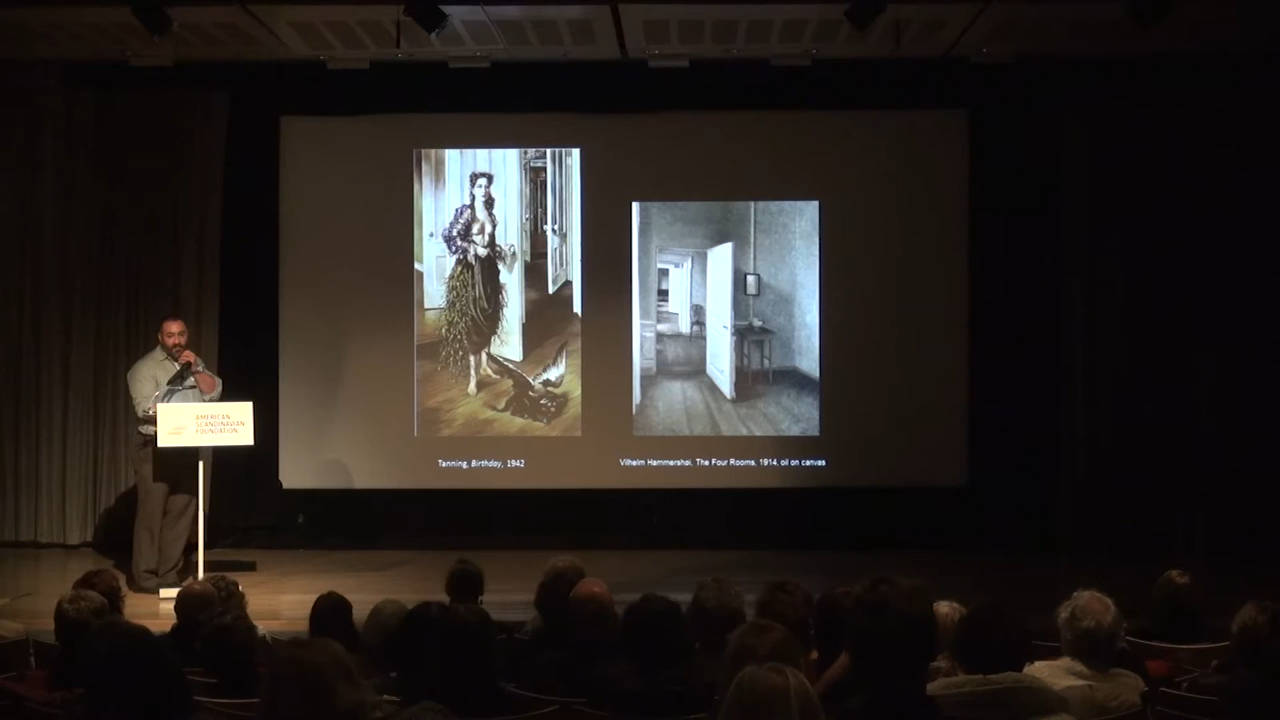 Tanning, Birthday, 1942
Vilhelm Hammershøi, The Four Rooms, 1914, oil on canvas
AMERICAN
SCANDINAVIAN
FOUNDATION